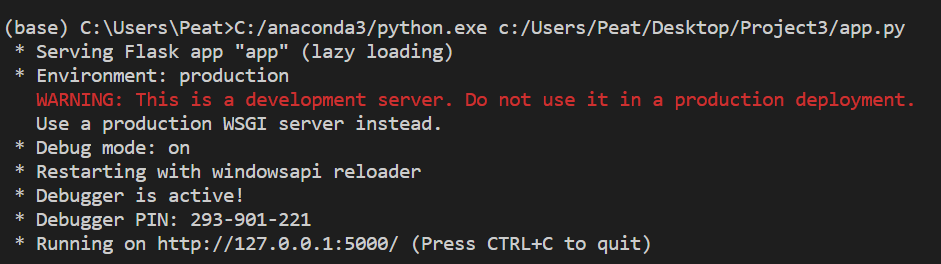 (base) C:\Users\Peat>C:/anaconda3/python.exe c:/Users/Peat/Desktop/Project3/app.py
 * Serving Flask app "app" (lazy loading)
 * Environment: production
   WARNING: This is a development server. Do not use it in a production deployment.
   Use a production WSGI server instead.
 * Debug mode: on
 * Restarting with windowsapi reloader
 * Debugger is active!
 * Debugger PIN: 293-901-221
 * Running on http://127.0.0.1:5000/ (Press CTRL+C to quit)